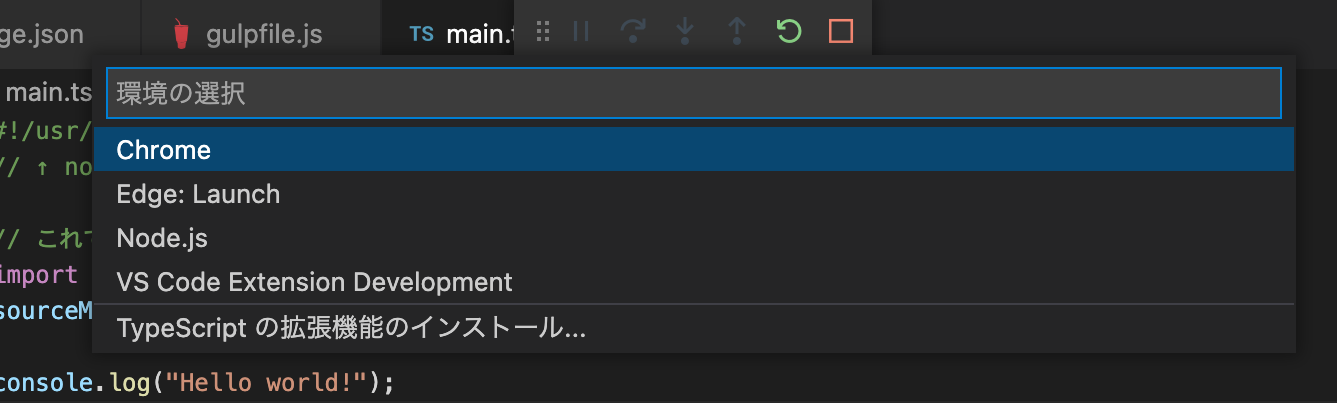 ge.json gulpfile.js TS main.t
main.ts
環境の選択
#!/usr/
Chrome
// ↑ no
Edge: Launch
// これ
Node.js
import
VS Code Extension Development
sourceM
TypeScript の拡張機能のインストール...
console.log("Hello world!");